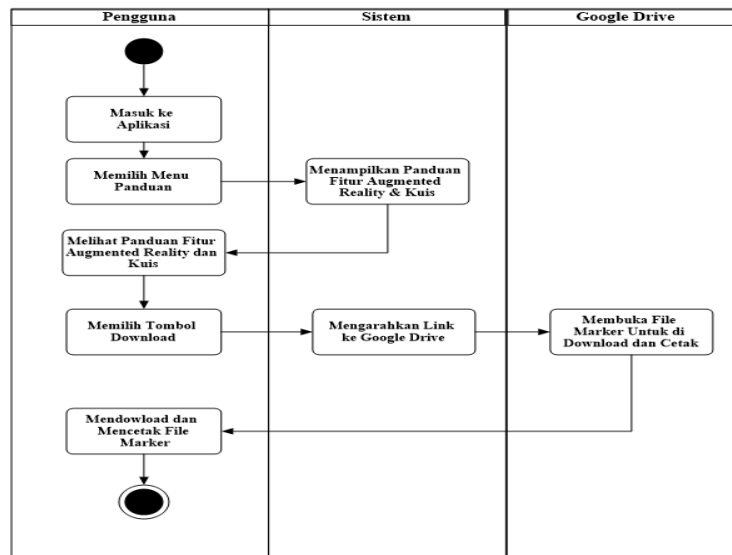 Pengguna
Sistem
Google Drive
Masuk ke
Aplikasi
Memilih Menu
Panduan
Menampilkan Panduan
Fitur Augmented
Reality & Kuis
Melihat Panduan Fitur
Augmented Reality dan
Kuis
Memilih Tombol
Download
Mengarahkan Link
ke Google Drive
Membuka File
Marker Untuk di
Download dan Cetak
Mendowload dan
Mencetak File
Marker